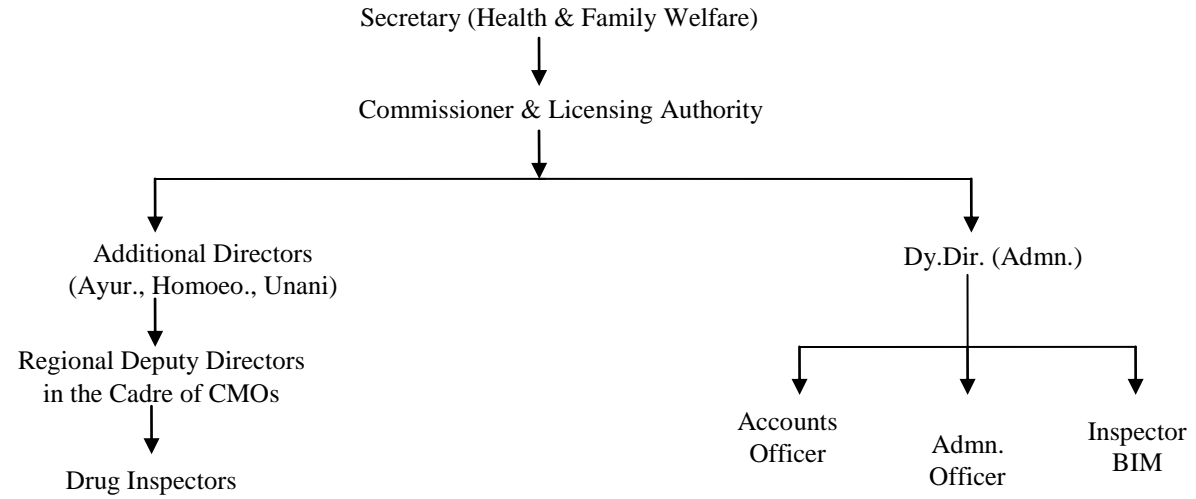 Secretary (Health & Family Welfare)
Commissioner & Licensing Authority
Additional Directors
(Ayur., Homoeo., Unani)
Dy.Dir. (Admn.)
Regional Deputy Directors
in the Cadre of CMOs
Drug Inspectors
Accounts
Officer
Admn.
Officer
Inspector
BIM